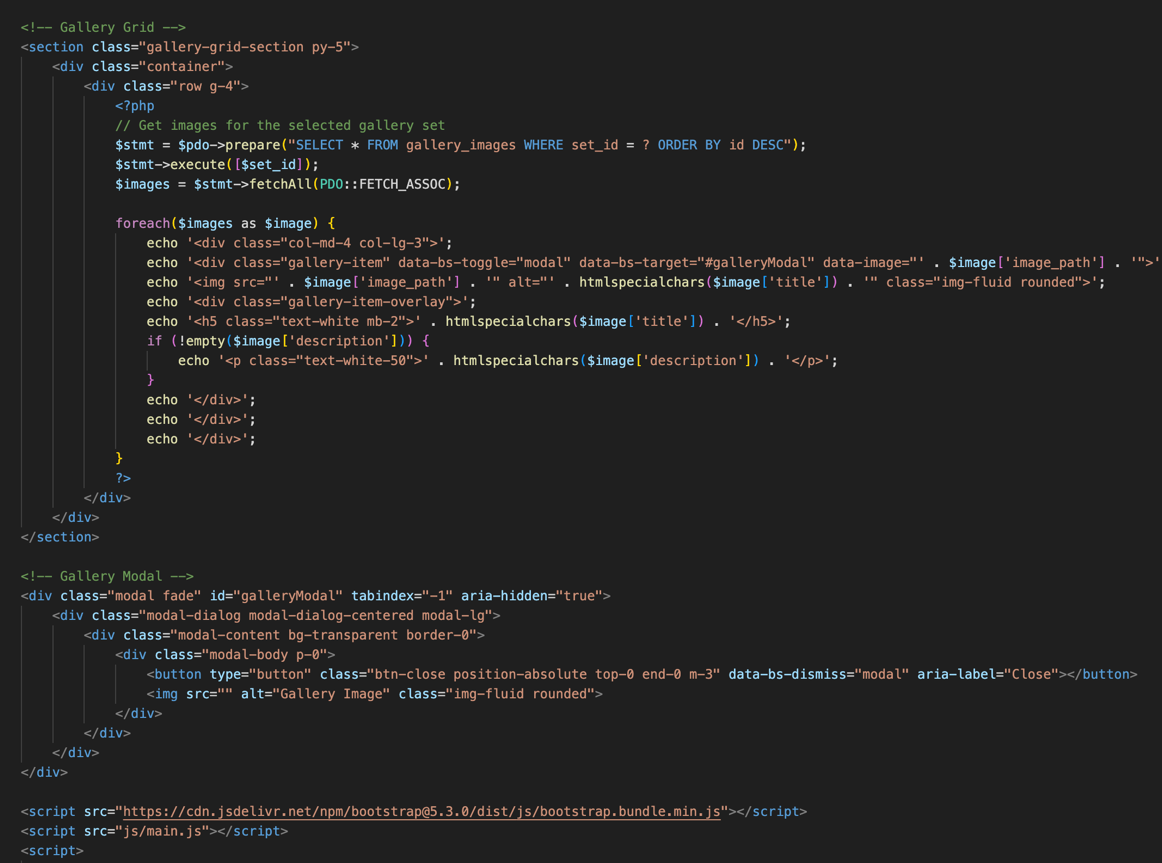 <!-- Gallery Grid -->
<section class="gallery-grid-section py-5">
    <div class="container">
        <div class="row g-4">
            <?php
            // Get images for the selected gallery set
            $stmt = $pdo->prepare("SELECT * FROM gallery_images WHERE set_id = ? ORDER BY id DESC");
            $stmt->execute([$set_id]);
            $images = $stmt->fetchAll(PDO::FETCH_ASSOC);

            foreach($images as $image) {
                echo '<div class="col-md-4 col-lg-3">';
                echo '<div class="gallery-item" data-bs-toggle="modal" data-bs-target="#galleryModal" data-image="' . $image['image_path'] . '">'
                echo '<img src="' . $image['image_path'] . '" alt="' . htmlspecialchars($image['title']) . '" class="img-fluid rounded">';
                echo '<div class="gallery-item-overlay">';
                echo '<h5 class="text-white mb-2">' . htmlspecialchars($image['title']) . '</h5>';
                if (!empty($image['description'])) {
                    echo '<p class="text-white-50">' . htmlspecialchars($image['description']) . '</p>';
                }
                echo '</div>';
                echo '</div>';
                echo '</div>';
            }
            ?>
        </div>
    </div>
</section>

<!-- Gallery Modal -->
<div class="modal fade" id="galleryModal" tabindex="-1" aria-hidden="true">
    <div class="modal-dialog modal-dialog-centered modal-lg">
        <div class="modal-content bg-transparent border-0">
            <div class="modal-body p-0">
                <button type="button" class="btn-close position-absolute top-0 end-0 m-3" data-bs-dismiss="modal" aria-label="Close"></button>
                <img src="" alt="Gallery Image" class="img-fluid rounded">
            </div>
        </div>
    </div>
</div>

<script src="https://cdn.jsdelivr.net/npm/bootstrap@5.3.0/dist/js/bootstrap.bundle.min.js"></script>
<script src="js/main.js"></script>
<script>